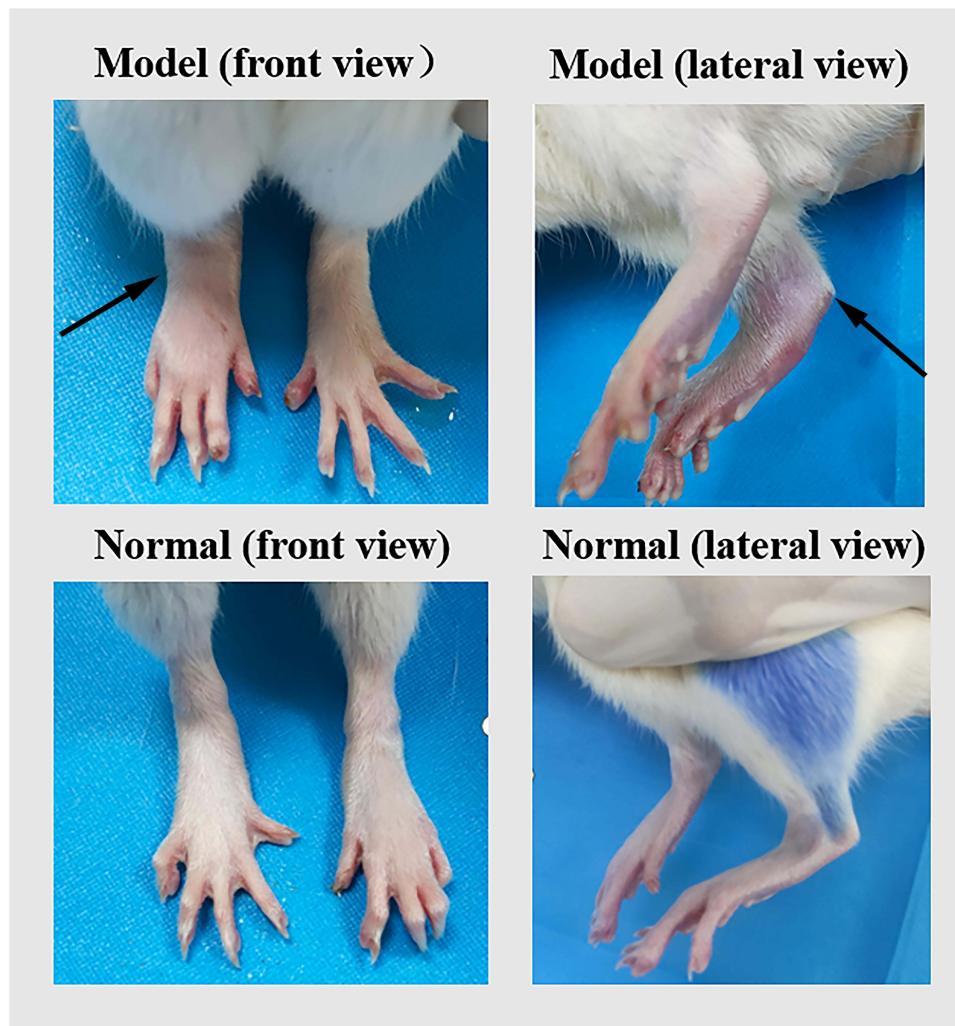 Model (front view）
Model (lateral view)
Normal (front view)
Normal (lateral view)